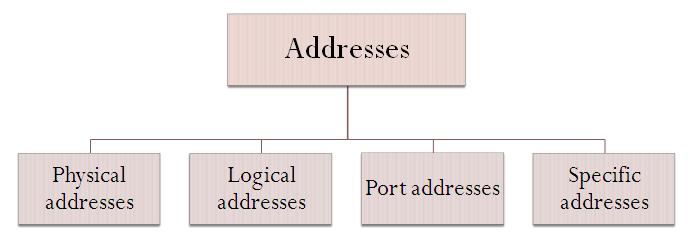 Addresses
Physical
addresses
Logical
addresses
Port addresses
Specific
addresses